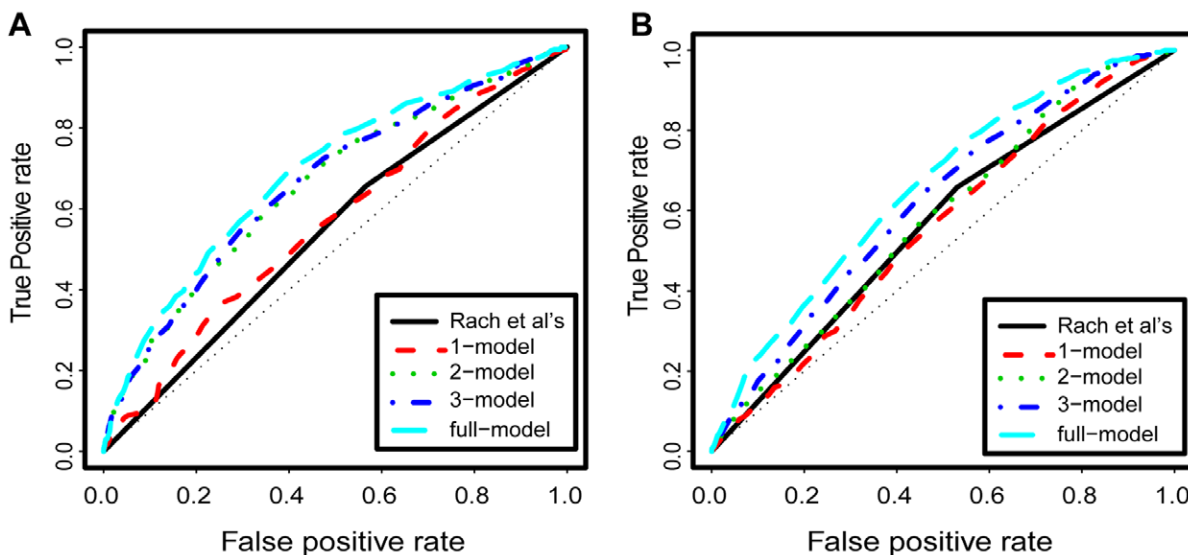 A
True Positive rate
0.0 0.2 0.4 0.6 0.8 1.0
Rach et al's
1−model
2−model
3−model
full−model
0.0 0.2 0.4 0.6 0.8 1.0
False positive rate
B
True Positive rate
0.0 0.2 0.4 0.6 0.8 1.0
Rach et al's
1−model
2−model
3−model
full−model
0.0 0.2 0.4 0.6 0.8 1.0
False positive rate